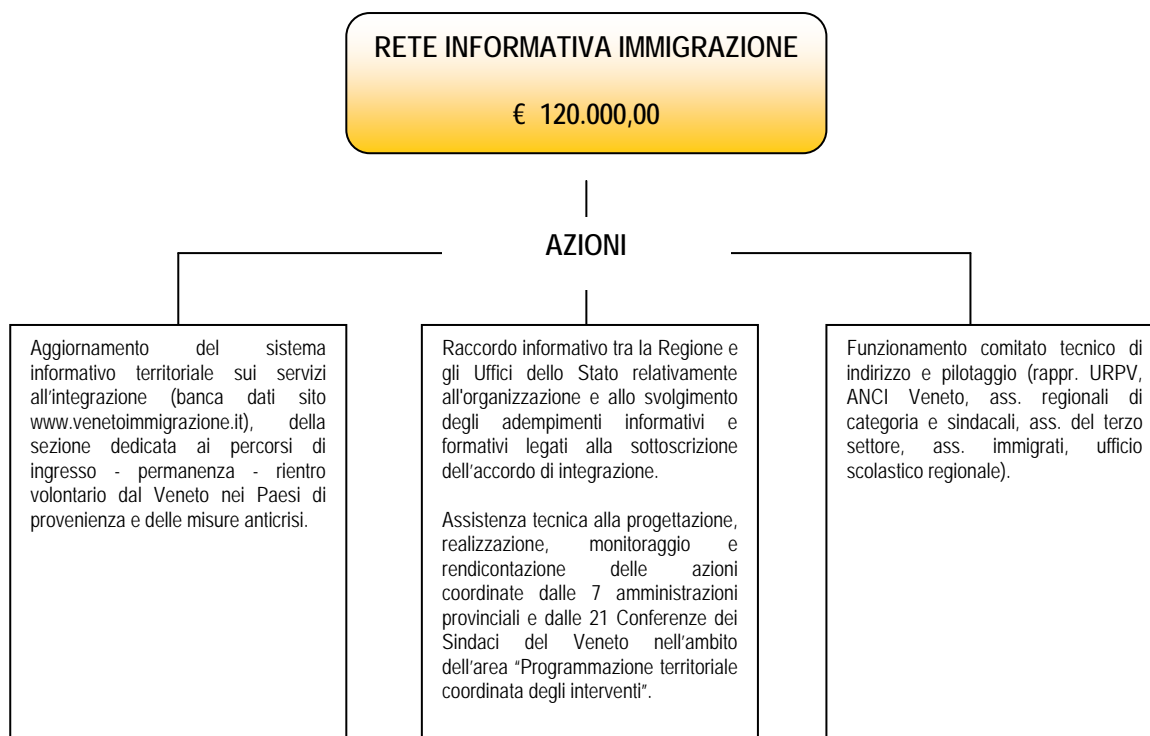 RETE INFORMATIVA IMMIGRAZIONE
€ 120.000,00
AZIONI
Aggiornamento del sistema
informativo territoriale sui servizi
all'integrazione (banca dati sito
www.venetoimmigrazione.it), della
sezione dedicata ai percorsi di
ingresso - permanenza - rientro
volontario dal Veneto nei Paesi di
provenienza e delle misure anticrisi.
Raccordo informativo tra la Regione e
gli Uffici dello Stato relativamente
all'organizzazione e allo svolgimento
degli adempimenti informativi e
formativi legati alla sottoscrizione
dell'accordo di integrazione.
Assistenza tecnica alla progettazione,
realizzazione, monitoraggio e
rendicontazione delle azioni
coordinate dalle 7 amministrazioni
provinciali e dalle 21 Conferenze dei
Sindaci del Veneto nell'ambito
dell'area "Programmazione territoriale
coordinata degli interventi".
Funzionamento comitato tecnico di
indirizzo e pilotaggio (rappr. URPV,
ANCI Veneto, ass. regionali di
categoria e sindacali, ass. del terzo
settore, ass. immigrati, ufficio
scolastico regionale).